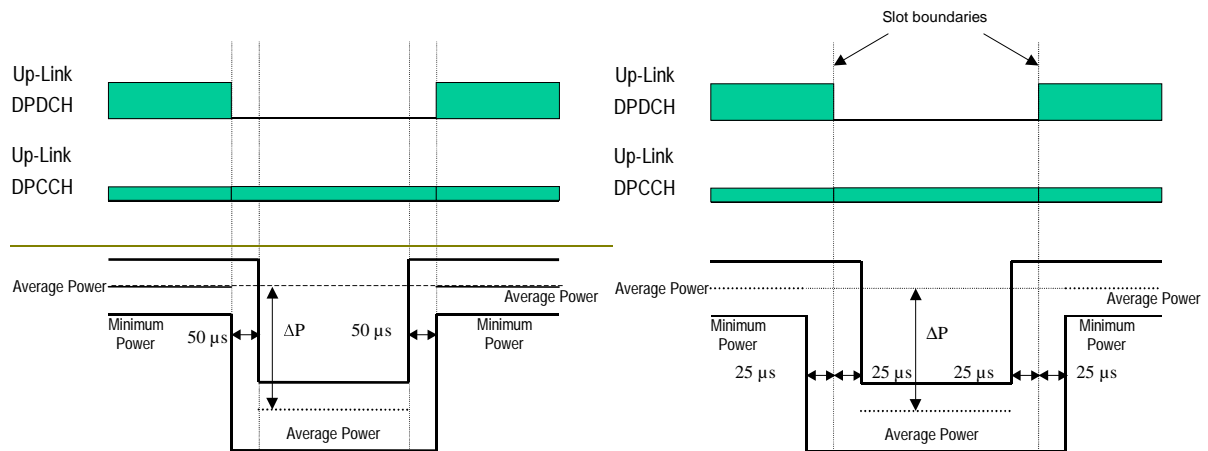 Slot boundaries
Up-Link
DPDCH
Up-Link
DPCCH
Average Power
Average Power
Minimum
Power
50 µs
ΔP
50 µs
Minimum
Power
Average Power
Up-Link
DPDCH
Up-Link
DPCCH
Average Power
Average Power
Minimum
Power
ΔP
Minimum
Power
25 µs
25 µs
25 µs
25 µs
Average Power